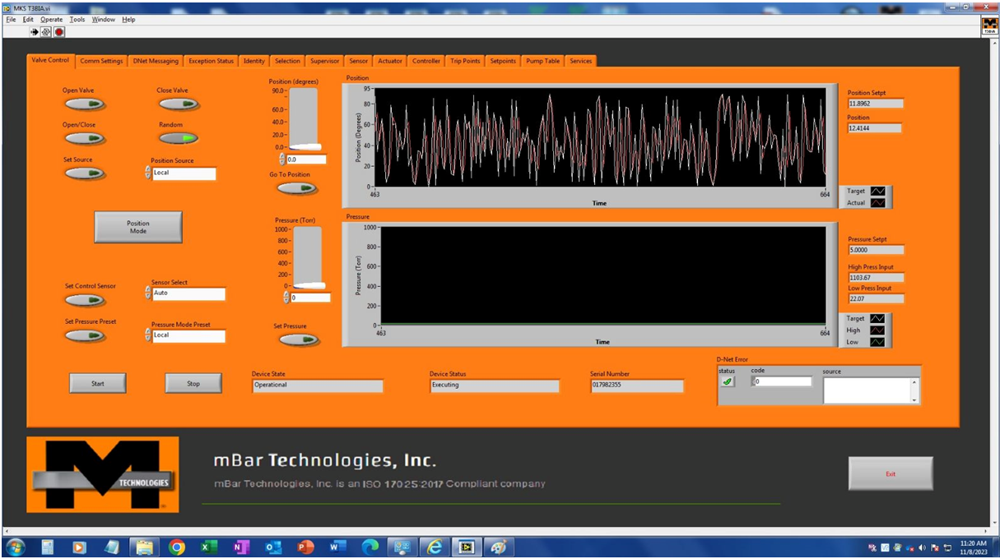 MKS T3BIA.vi
File Edit Operate Tools Window Help
T3BIA
Valve Control Comm Settings DNet Messaging Exception Status Identity Selection Supervisor Sensor Actuator Controller Trip Points Setpoints Pump Table Services
Open Valve Close Valve
Open/Close Random
Set Source Position Source
Local
Position Mode
Position (degrees)
90.0
60.0
40.0
20.0
0.0
0.0
Go To Position
Position
Position (Degrees)
95
80
60
40
20
0
463 664
Time
Position Setpt
11.8962
Position
12.4144
Target
Actual
Set Control Sensor Sensor Select
Auto
Set Pressure Preset Pressure Mode Preset
Local
Pressure (Torr)
1000
800
600
400
200
0
0
Set Pressure
Pressure
Pressure (Torr)
1000
800
600
400
200
0
463 664
Time
Pressure Setpt
5.0000
High Press Input
1103.67
Low Press Input
22.07
Target
High
Low
Start Stop
Device State
Operational
Device Status
Executing
Serial Number
017982355
D-Net Error
status code source
0
TECHNOLOGIES
mBar Technologies, Inc.
mBar Technologies, Inc. is an ISO 17025:2017 Compliant company
Exit
11:20 AM
11/8/2023